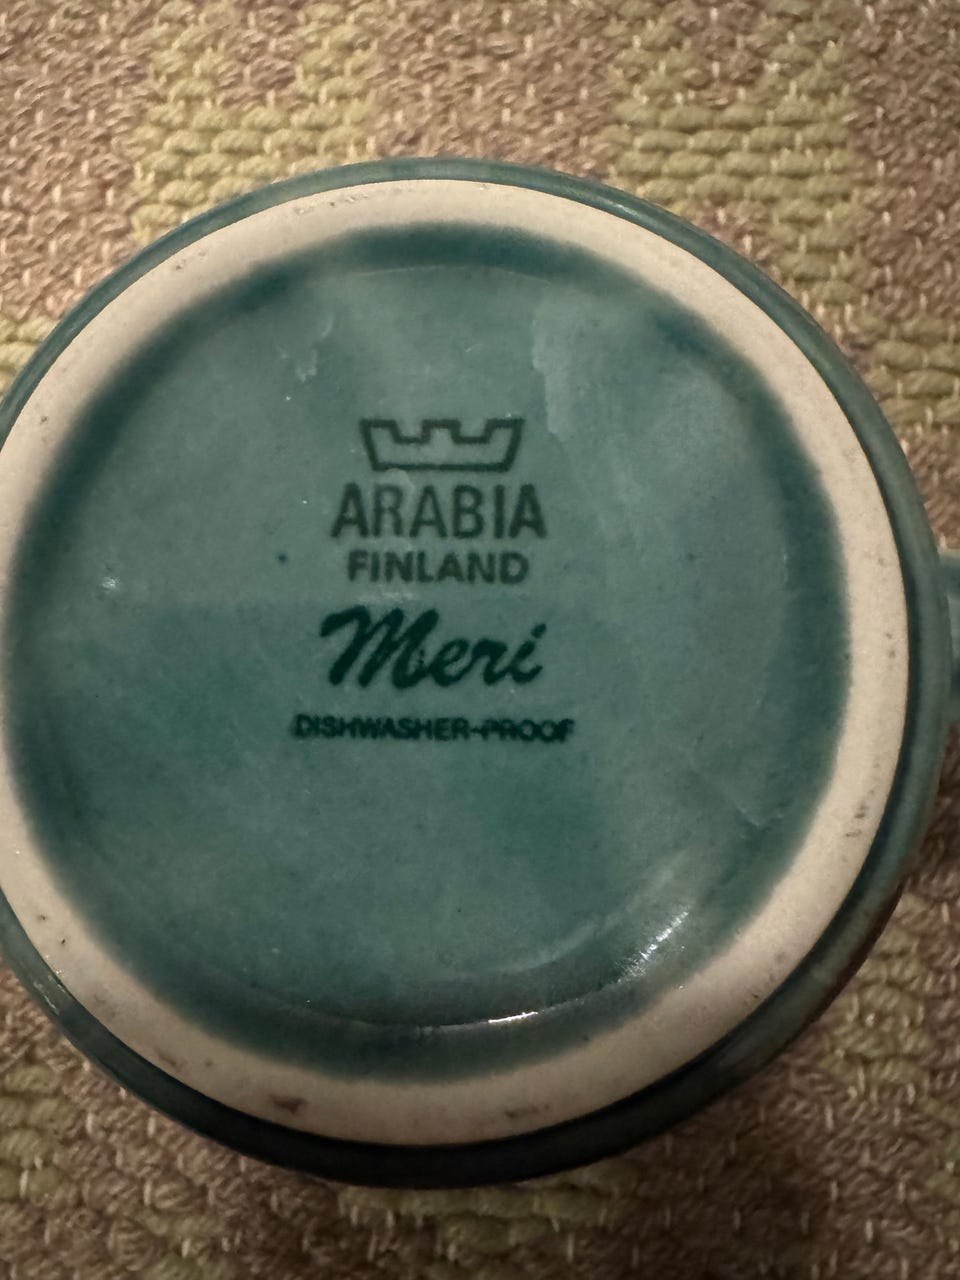 ARABIA
FINLAND
Meri
DISHWASHER-PROOF